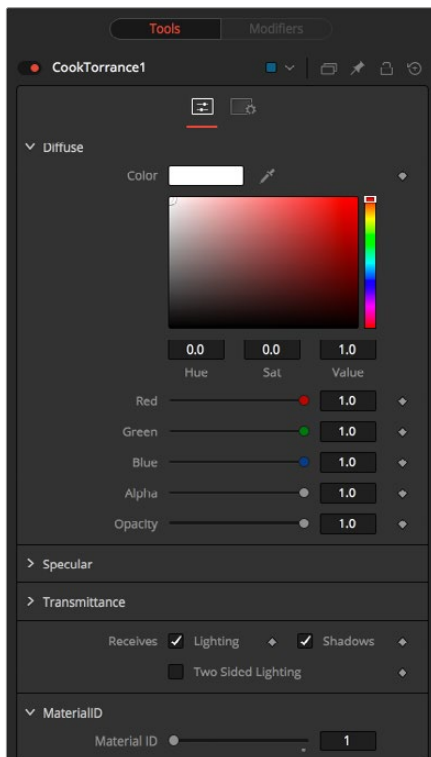 Tools Modifiers
CookTorrance1
Diffuse
Color
0.0 0.0 1.0
Hue Sat Value
Red 1.0
Green 1.0
Blue 1.0
Alpha 1.0
Opacity 1.0
Specular
Transmittance
Receives Lighting Shadows
Two Sided Lighting
MaterialID
Material ID 1